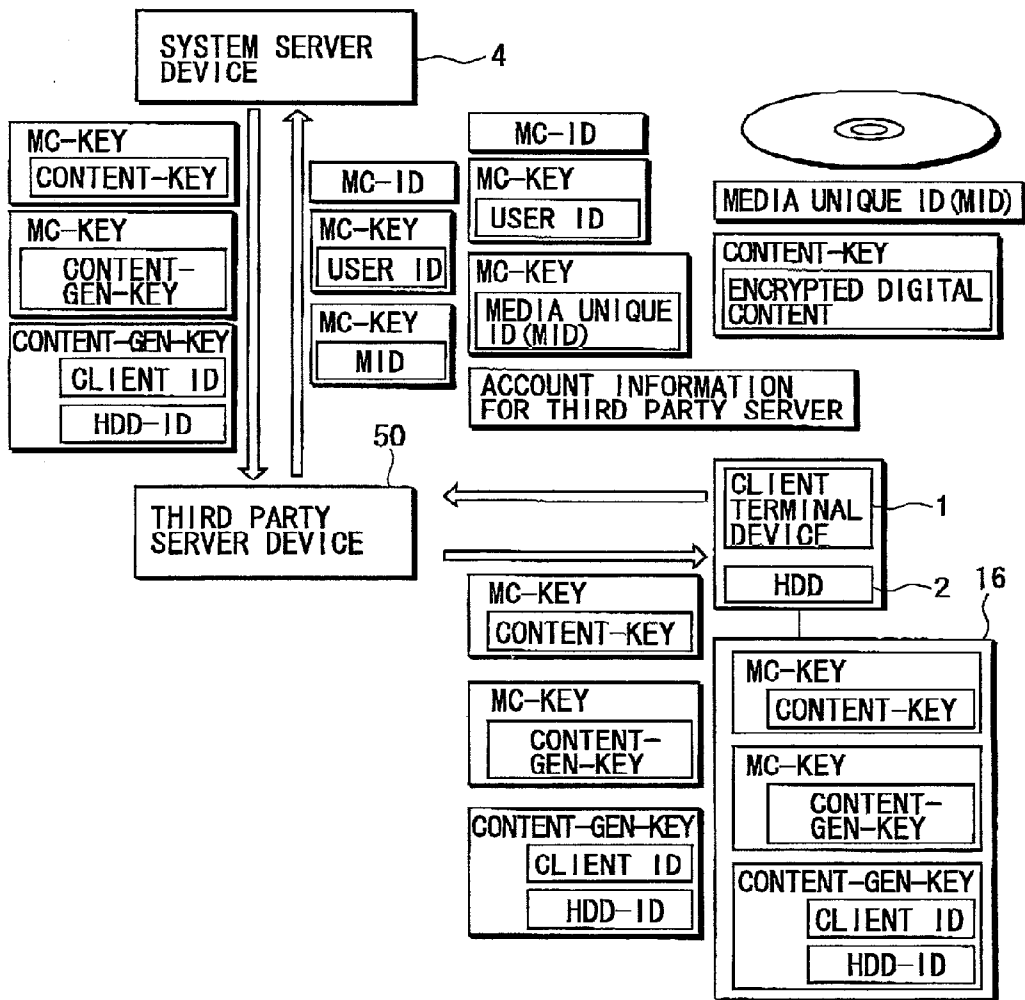 SYSTEM SERVER
DEVICE
4
MC-KEY
CONTENT-KEY
MC-KEY
CONTENT-
GEN-KEY
CONTENT-GEN-KEY
CLIENT ID
HDD-ID
MC-ID
MC-KEY
USER ID
MC-KEY
MID
MC-ID
MC-KEY
USER ID
MC-KEY
MEDIA UNIQUE
ID(MID)
ACCOUNT INFORMATION
FOR THIRD PARTY SERVER
MEDIA UNIQUE ID(MID)
CONTENT-KEY
ENCRYPTED DIGITAL
CONTENT
50
THIRD PARTY
SERVER DEVICE
CLIENT
TERMINAL
DEVICE
1
HDD
2
16
MC-KEY
CONTENT-KEY
MC-KEY
CONTENT-
GEN-KEY
CONTENT-GEN-KEY
CLIENT ID
HDD-ID
MC-KEY
CONTENT-KEY
MC-KEY
CONTENT-
GEN-KEY
CONTENT-GEN-KEY
CLIENT ID
HDD-ID